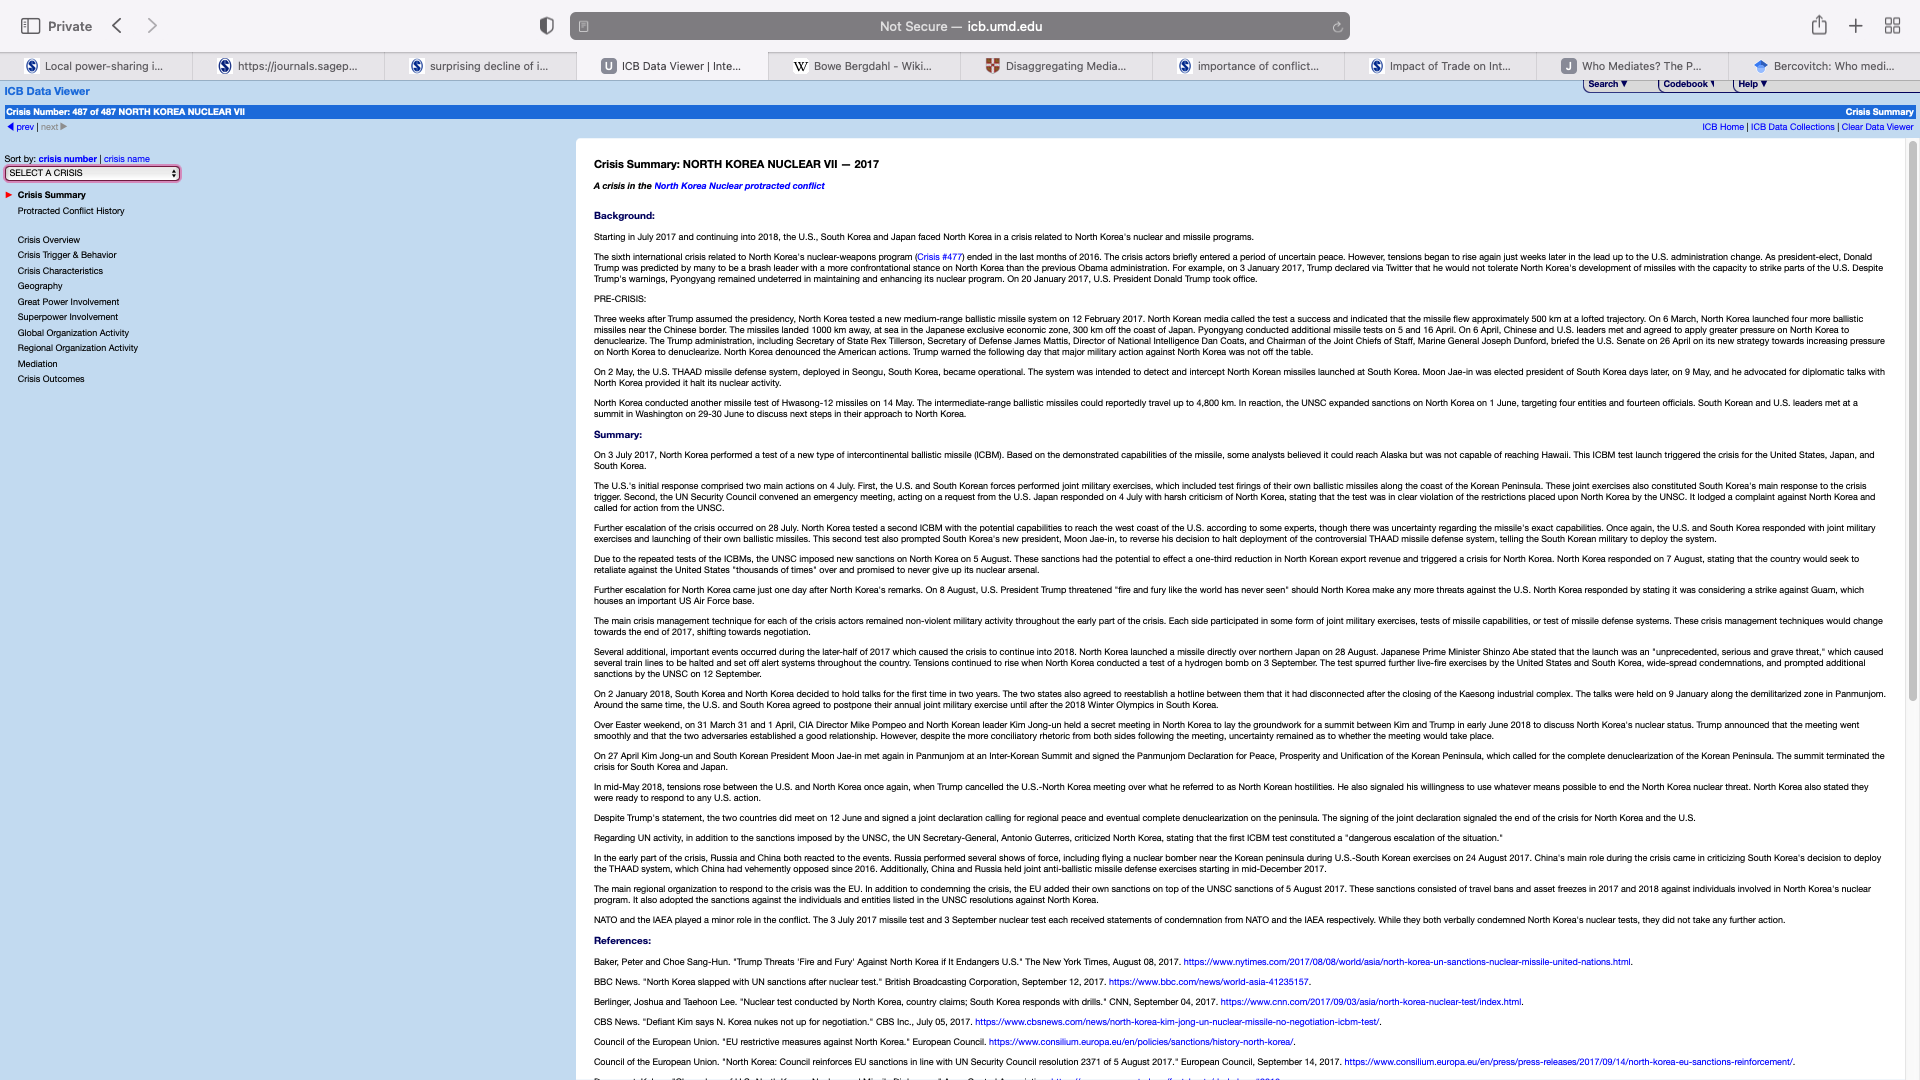 Private
Not Secure — icb.umd.edu
Local power-sharing i...
https://journals.sagep...
surprising decline of i...
ICB Data Viewer | Inte...
Bowe Bergdahl - Wiki...
Disaggregating Media...
importance of conflict...
Impact of Trade on Int...
Who Mediates? The P...
Bercovitch: Who medi...
ICB Data Viewer
Search ▼
Codebook
Help ▼
Crisis Number: 487 of 487 NORTH KOREA NUCLEAR VII
Crisis Summary
◀ prev | next ▶
ICB Home | ICB Data Collections | Clear Data Viewer
Sort by: crisis number | crisis name
SELECT A CRISIS
Crisis Summary
Protracted Conflict History
Crisis Overview
Crisis Trigger & Behavior
Crisis Characteristics
Geography
Great Power Involvement
Superpower Involvement
Global Organization Activity
Regional Organization Activity
Mediation
Crisis Outcomes
Crisis Summary: NORTH KOREA NUCLEAR VII — 2017
A crisis in the North Korea Nuclear protracted conflict
Background:
Starting in July 2017 and continuing into 2018, the U.S., South Korea and Japan faced North Korea in a crisis related to North Korea's nuclear and missile programs.
The sixth international crisis related to North Korea's nuclear-weapons program (Crisis #477) ended in the last months of 2016. The crisis actors briefly entered a period of uncertain peace. However, tensions began to rise again just weeks later in the lead up to the U.S. administration change. As president-elect, Donald
Trump was predicted by many to be a brash leader with a more confrontational stance on North Korea than the previous Obama administration. For example, on 3 January 2017, Trump declared via Twitter that he would not tolerate North Korea's development of missiles with the capacity to strike parts of the U.S. Despite
Trump's warnings, Pyongyang remained undeterred in maintaining and enhancing its nuclear program. On 20 January 2017, U.S. President Donald Trump took office.
PRE-CRISIS:
Three weeks after Trump assumed the presidency, North Korea tested a new medium-range ballistic missile system on 12 February 2017. North Korean media called the test a success and indicated that the missile flew approximately 500 km at a lofted trajectory. On 6 March, North Korea launched four more ballistic
missiles near the Chinese border. The missiles landed 1000 km away, at sea in the Japanese exclusive economic zone, 300 km off the coast of Japan. Pyongyang conducted additional missile tests on 5 and 16 April. On 6 April, Chinese and U.S. leaders met and agreed to apply greater pressure on North Korea to
denuclearize. The Trump administration, including Secretary of State Rex Tillerson, Secretary of Defense James Mattis, Director of National Intelligence Dan Coats, and Chairman of the Joint Chiefs of Staff, Marine General Joseph Dunford, briefed the U.S. Senate on 26 April on its new strategy towards increasing pressure
on North Korea to denuclearize. North Korea denounced the American actions. Trump warned the following day that major military action against North Korea was not off the table.
On 2 May, the U.S. THAAD missile defense system, deployed in Seongu, South Korea, became operational. The system was intended to detect and intercept North Korean missiles launched at South Korea. Moon Jae-in was elected president of South Korea days later, on 9 May, and he advocated for diplomatic talks with
North Korea provided it halt its nuclear activity.
North Korea conducted another missile test of Hwasong-12 missiles on 14 May. The intermediate-range ballistic missiles could reportedly travel up to 4,800 km. In reaction, the UNSC expanded sanctions on North Korea on 1 June, targeting four entities and fourteen officials. South Korean and U.S. leaders met at a
summit in Washington on 29-30 June to discuss next steps in their approach to North Korea.
Summary:
On 3 July 2017, North Korea performed a test of a new type of intercontinental ballistic missile (ICBM). Based on the demonstrated capabilities of the missile, some analysts believed it could reach Alaska but was not capable of reaching Hawaii. This ICBM test launch triggered the crisis for the United States, Japan, and
South Korea.
The U.S.'s initial response comprised two main actions on 4 July. First, the U.S. and South Korean forces performed joint military exercises, which included test firings of their own ballistic missiles along the coast of the Korean Peninsula. These joint exercises also constituted South Korea's main response to the crisis
trigger. Second, the UN Security Council convened an emergency meeting, acting on a request from the U.S. Japan responded on 4 July with harsh criticism of North Korea, stating that the test was in clear violation of the restrictions placed upon North Korea by the UNSC. It lodged a complaint against North Korea and
called for action from the UNSC.
Further escalation of the crisis occurred on 28 July. North Korea tested a second ICBM with the potential capabilities to reach the west coast of the U.S. according to some experts, though there was uncertainty regarding the missile's exact capabilities. Once again, the U.S. and South Korea responded with joint military
exercises and launching of their own ballistic missiles. This second test also prompted South Korea's new president, Moon Jae-in, to reverse his decision to halt deployment of the controversial THAAD missile defense system, telling the South Korean military to deploy the system.
Due to the repeated tests of the ICBMs, the UNSC imposed new sanctions on North Korea on 5 August. These sanctions had the potential to effect a one-third reduction in North Korean export revenue and triggered a crisis for North Korea. North Korea responded on 7 August, stating that the country would seek to
retaliate against the United States "thousands of times" over and promised to never give up its nuclear arsenal.
Further escalation for North Korea came just one day after North Korea's remarks. On 8 August, U.S. President Trump threatened "fire and fury like the world has never seen" should North Korea make any more threats against the U.S. North Korea responded by stating it was considering a strike against Guam, which
houses an important US Air Force base.
The main crisis management technique for each of the crisis actors remained non-violent military activity throughout the early part of the crisis. Each side participated in some form of joint military exercises, tests of missile capabilities, or test of missile defense systems. These crisis management techniques would change
towards the end of 2017, shifting towards negotiation.
Several additional, important events occurred during the later-half of 2017 which caused the crisis to continue into 2018. North Korea launched a missile directly over northern Japan on 28 August. Japanese Prime Minister Shinzo Abe stated that the launch was an "unprecedented, serious and grave threat," which caused
several train lines to be halted and set off alert systems throughout the country. Tensions continued to rise when North Korea conducted a test of a hydrogen bomb on 3 September. The test spurred further live-fire exercises by the United States and South Korea, wide-spread condemnations, and prompted additional
sanctions by the UNSC on 12 September.
On 2 January 2018, South Korea and North Korea decided to hold talks for the first time in two years. The two states also agreed to reestablish a hotline between them that it had disconnected after the closing of the Kaesong industrial complex. The talks were held on 9 January along the demilitarized zone in Panmunjom.
Around the same time, the U.S. and South Korea agreed to postpone their annual joint military exercise until after the 2018 Winter Olympics in South Korea.
Over Easter weekend, on 31 March 31 and 1 April, CIA Director Mike Pompeo and North Korean leader Kim Jong-un held a secret meeting in North Korea to lay the groundwork for a summit between Kim and Trump in early June 2018 to discuss North Korea's nuclear status. Trump announced that the meeting went
smoothly and that the two adversaries established a good relationship. However, despite the more conciliatory rhetoric from both sides following the meeting, uncertainty remained as to whether the meeting would take place.
On 27 April Kim Jong-un and South Korean President Moon Jae-in met again in Panmunjom at an Inter-Korean Summit and signed the Panmunjom Declaration for Peace, Prosperity and Unification of the Korean Peninsula, which called for the complete denuclearization of the Korean Peninsula. The summit terminated the
crisis for South Korea and Japan.
In mid-May 2018, tensions rose between the U.S. and North Korea once again, when Trump cancelled the U.S.-North Korea meeting over what he referred to as North Korean hostilities. He also signaled his willingness to use whatever means possible to end the North Korea nuclear threat. North Korea also stated they
were ready to respond to any U.S. action.
Despite Trump's statement, the two countries did meet on 12 June and signed a joint declaration calling for regional peace and eventual complete denuclearization on the peninsula. The signing of the joint declaration signaled the end of the crisis for North Korea and the U.S.
Regarding UN activity, in addition to the sanctions imposed by the UNSC, the UN Secretary-General, Antonio Guterres, criticized North Korea, stating that the first ICBM test constituted a "dangerous escalation of the situation."
In the early part of the crisis, Russia and China both reacted to the events. Russia performed several shows of force, including flying a nuclear bomber near the Korean peninsula during U.S.-South Korean exercises on 24 August 2017. China's main role during the crisis came in criticizing South Korea's decision to deploy
the THAAD system, which China had vehemently opposed since 2016. Additionally, China and Russia held joint anti-ballistic missile defense exercises starting in mid-December 2017.
The main regional organization to respond to the crisis was the EU. In addition to condemning the crisis, the EU added their own sanctions on top of the UNSC sanctions of 5 August 2017. These sanctions consisted of travel bans and asset freezes in 2017 and 2018 against individuals involved in North Korea's nuclear
program. It also adopted the sanctions against the individuals and entities listed in the UNSC resolutions against North Korea.
NATO and the IAEA played a minor role in the conflict. The 3 July 2017 missile test and 3 September nuclear test each received statements of condemnation from NATO and the IAEA respectively. While they both verbally condemned North Korea's nuclear tests, they did not take any further action.
References:
Baker, Peter and Choe Sang-Hun. "Trump Threats 'Fire and Fury' Against North Korea if It Endangers U.S." The New York Times, August 08, 2017. https://www.nytimes.com/2017/08/08/world/asia/north-korea-un-sanctions-nuclear-missile-united-nations.html.
BBC News. "North Korea slapped with UN sanctions after nuclear test." British Broadcasting Corporation, September 12, 2017. https://www.bbc.com/news/world-asia-41235157.
Berlinger, Joshua and Taehoon Lee. "Nuclear test conducted by North Korea, country claims; South Korea responds with drills." CNN, September 04, 2017. https://www.cnn.com/2017/09/03/asia/north-korea-nuclear-test/index.html.
CBS News. "Defiant Kim says N. Korea nukes not up for negotiation." CBS Inc., July 05, 2017. https://www.cbsnews.com/news/north-korea-kim-jong-un-nuclear-missile-no-negotiation-icbm-test/.
Council of the European Union. "EU restrictive measures against North Korea." European Council. https://www.consilium.europa.eu/en/policies/sanctions/history-north-korea/.
Council of the European Union. "North Korea: Council reinforces EU sanctions in line with UN Security Council resolution 2371 of 5 August 2017." European Council, September 14, 2017. https://www.consilium.europa.eu/en/press/press-releases/2017/09/14/north-korea-eu-sanctions-reinforcement/.